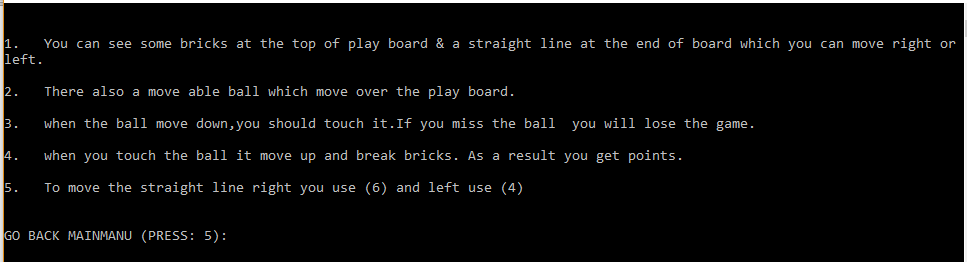 1.   You can see some bricks at the top of play board & a straight line at the end of board which you can move right or
left.
2.   There also a move able ball which move over the play board.
3.   when the ball move down,you should touch it.If you miss the ball  you will lose the game.
4.   when you touch the ball it move up and break bricks. As a result you get points.
5.   To move the straight line right you use (6) and left use (4)
GO BACK MAINMANU (PRESS: 5):